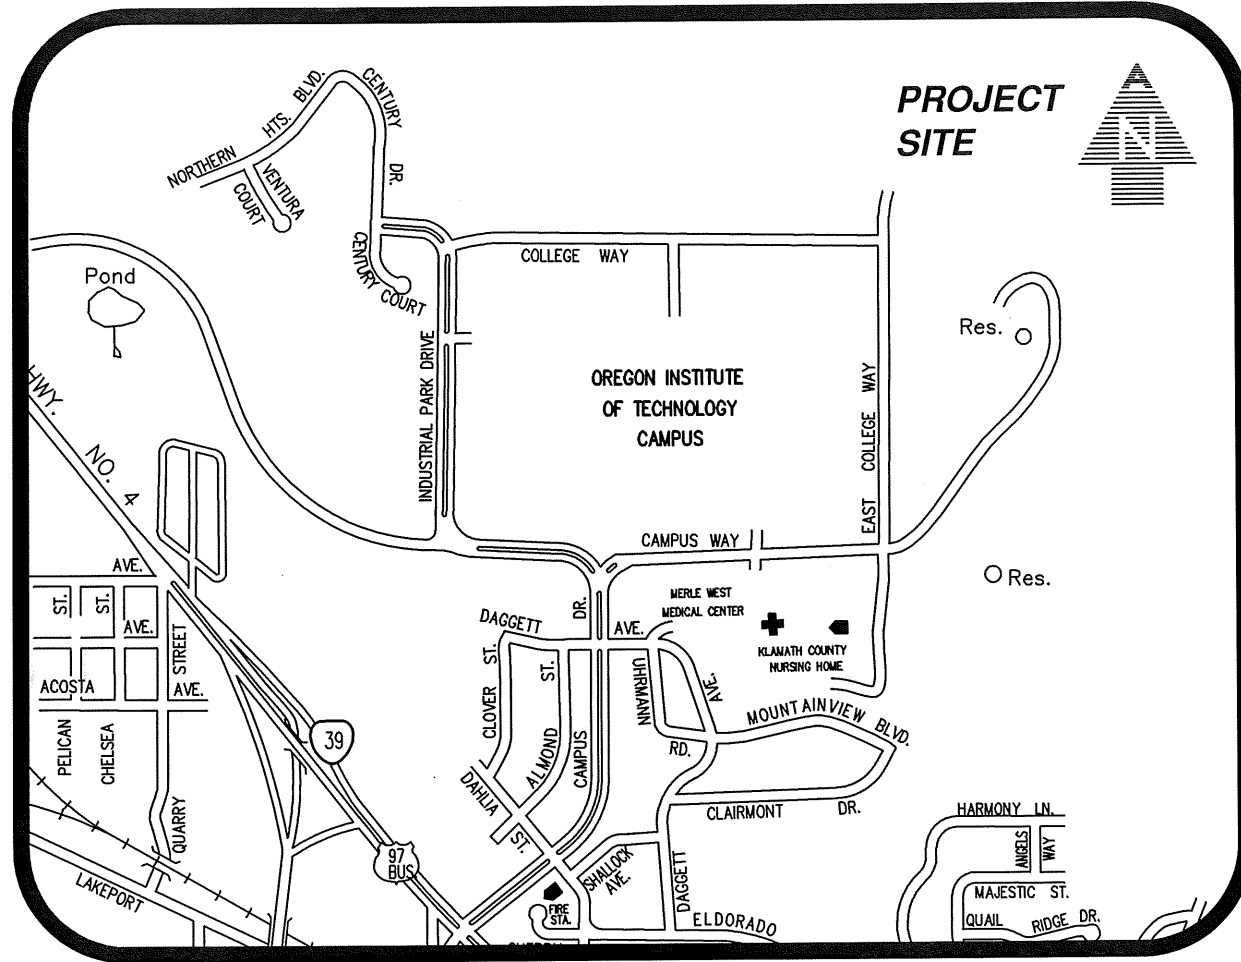 PROJECT
SITE
N
NORTHERN HTS. BLVD.
CENTURY DR.
VENTURA
COURT
CENTURY COURT
COLLEGE WAY
Pond
Res.
INDUSTRIAL PARK DRIVE
OREGON INSTITUTE
OF TECHNOLOGY
CAMPUS
EAST COLLEGE WAY
HWY. NO. 4
CAMPUS WAY
Res.
AVE.
ST.
ST.
AVE.
STREET
ACOSTA AVE.
PELICAN
CHELSEA
QUARRY
LAKEPORT
39
97
BUS
DAGGETT AVE.
DR.
CAMPUS
CLOVER ST.
ALMOND ST.
DAHLIA ST.
MERLE WEST
MEDICAL CENTER
KLAMATH COUNTY
NURSING HOME
UHRMANN RD.
AVE.
MOUNTAINVIEW BLVD.
CLAIRMONT DR.
SHALLOCK
AVE.
DAGGETT
FIRE
STA.
ELDORADO
HARMONY LN.
ANGELS
WAY
MAJESTIC ST.
QUAIL RIDGE DR.